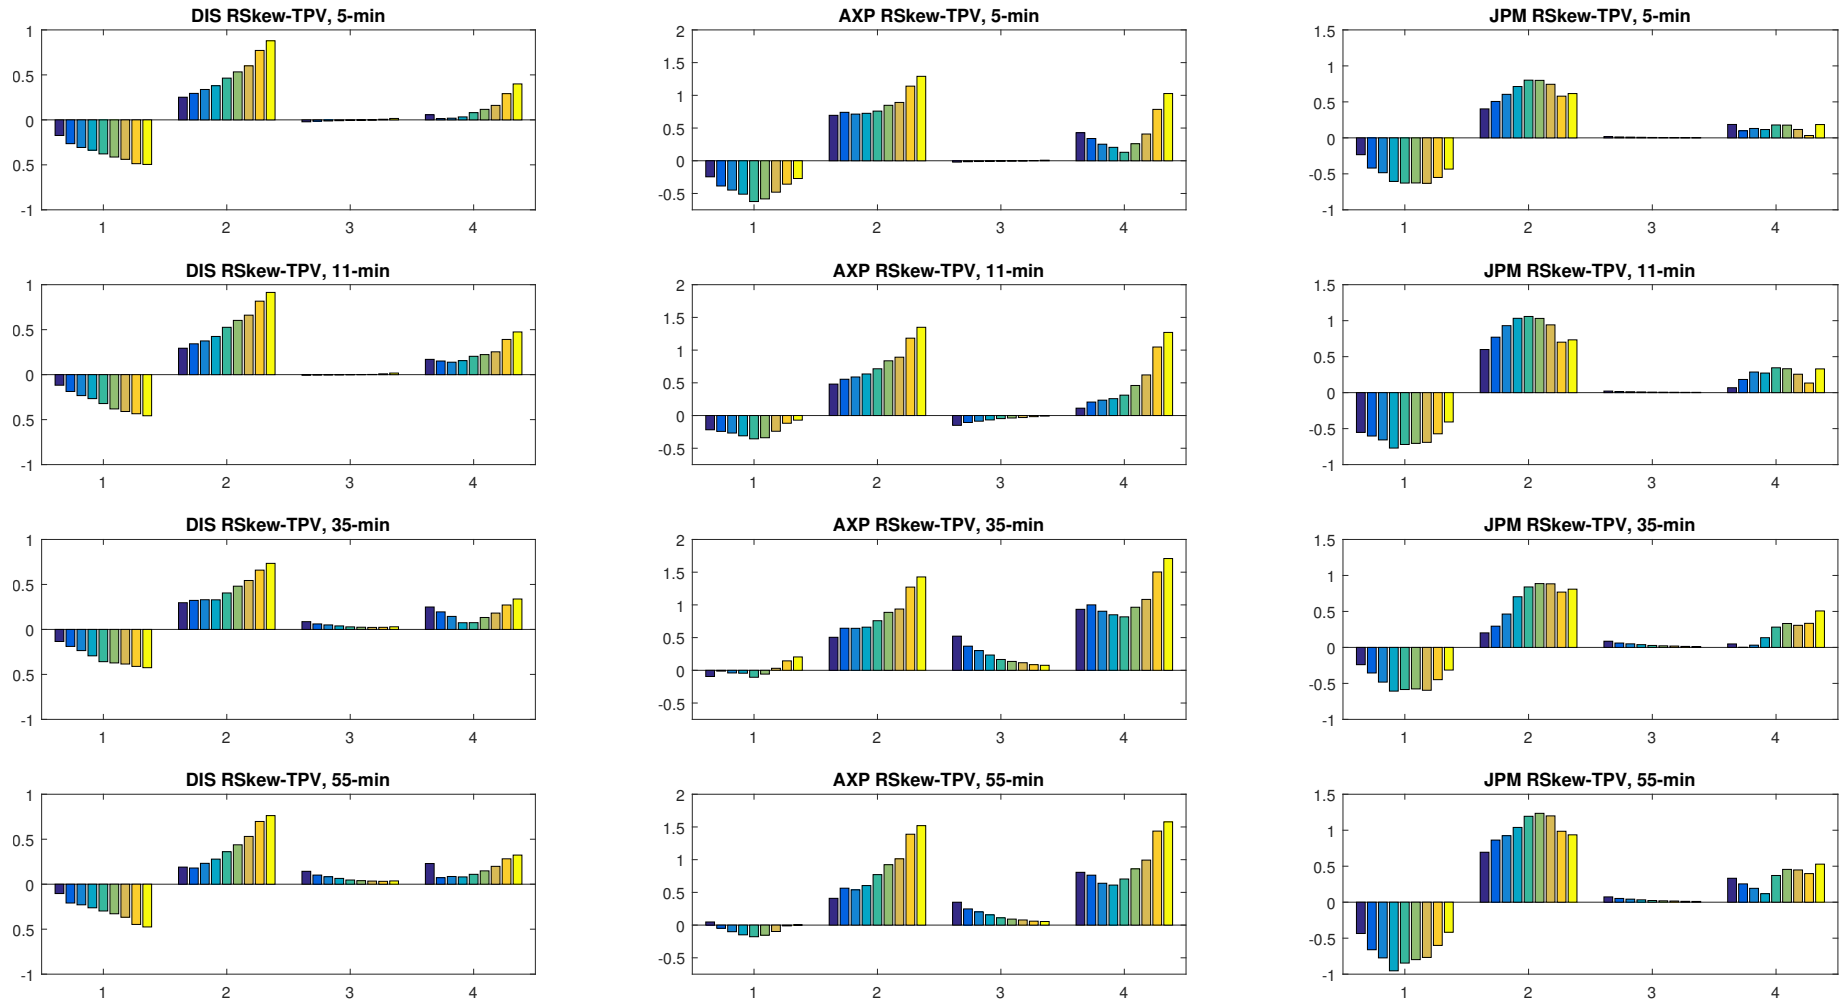 DIS RSkew-TPV, 5-min
1
0.5
0
0.5
-1
1 2 3 4
AXP RSkew-TPV, 5-min
2
1.5
1
0.5
0
-0.5
1 2 3 4
JPM RSkew-TPV, 5-min
1.5
1
0.5
0
-0.5
-1
1 2 3 4
DIS RSkew-TPV, 11-min
1
0.5
0
0.5
-1
1 2 3 4
AXP RSkew-TPV, 11-min
2
1.5
1
0.5
0
-0.5
1 2 3 4
JPM RSkew-TPV, 11-min
1.5
1
0.5
0
-0.5
-1
1 2 3 4
DIS RSkew-TPV, 35-min
1
0.5
0
0.5
-1
1 2 3 4
AXP RSkew-TPV, 35-min
2
1.5
1
0.5
0
-0.5
1 2 3 4
JPM RSkew-TPV, 35-min
1.5
1
0.5
0
-0.5
-1
1 2 3 4
DIS RSkew-TPV, 55-min
1
0.5
0
0.5
-1
1 2 3 4
AXP RSkew-TPV, 55-min
2
1.5
1
0.5
0
-0.5
1 2 3 4
JPM RSkew-TPV, 55-min
1.5
1
0.5
0
-0.5
-1
1 2 3 4